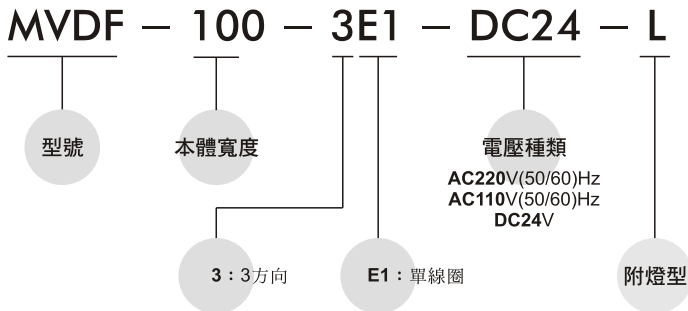 MVDF — 100 — 3E1 — DC24 — L
型號
本體寬度
電壓種類
AC220V(50/60)Hz
AC110V(50/60)Hz
DC24V
3：3方向
E1：單線圈
附燈型